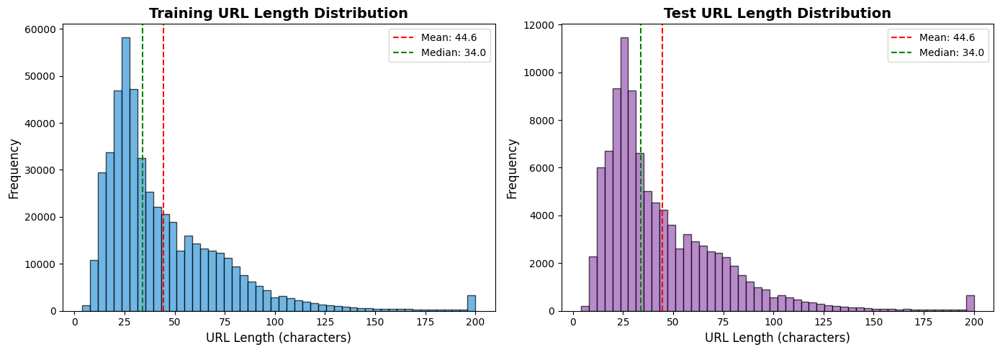 Training URL Length Distribution
Mean: 44.6
Median: 34.0
60000
50000
40000
30000
20000
10000
0
Frequency
0 25 50 75 100 125 150 175 200
URL Length (characters)
Test URL Length Distribution
Mean: 44.6
Median: 34.0
12000
10000
8000
6000
4000
2000
0
Frequency
0 25 50 75 100 125 150 175 200
URL Length (characters)